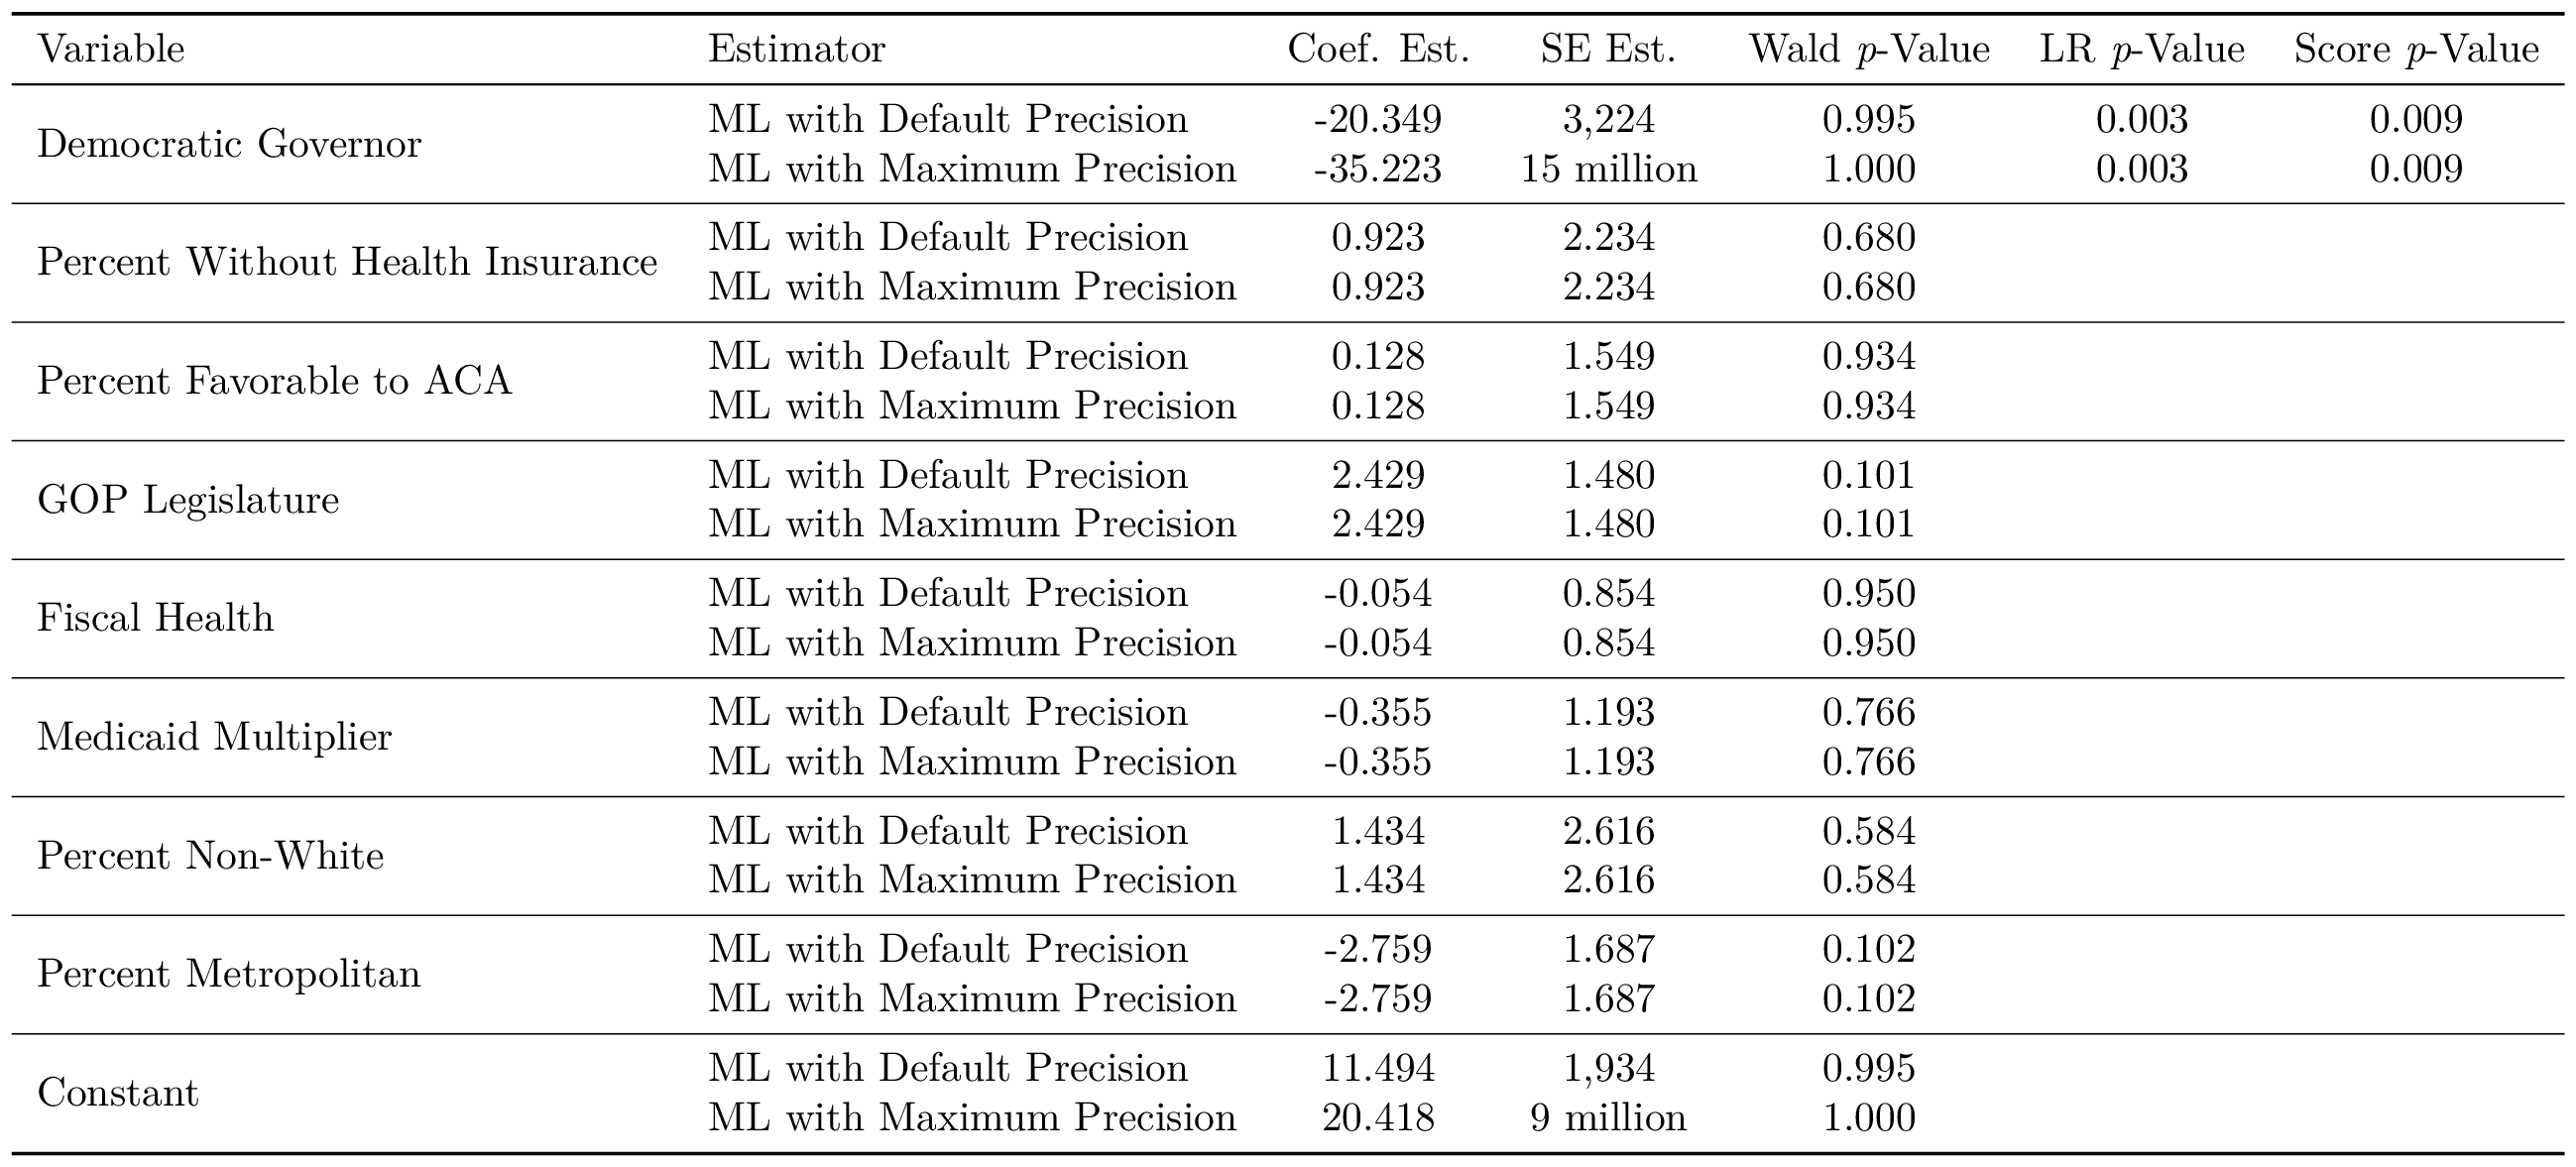 Variable Estimator Coef. Est. SE Est. Wald p-Value LR p-Value Score p-Value
Democratic Governor
ML with Default Precision -20.349 3,224 0.995 0.003 0.009
ML with Maximum Precision -35.223 15 million 1.000 0.003 0.009
Percent Without Health Insurance
ML with Default Precision 0.923 2.234 0.680
ML with Maximum Precision 0.923 2.234 0.680
Percent Favorable to ACA
ML with Default Precision 0.128 1.549 0.934
ML with Maximum Precision 0.128 1.549 0.934
GOP Legislature
ML with Default Precision 2.429 1.480 0.101
ML with Maximum Precision 2.429 1.480 0.101
Fiscal Health
ML with Default Precision -0.054 0.854 0.950
ML with Maximum Precision -0.054 0.854 0.950
Medicaid Multiplier
ML with Default Precision -0.355 1.193 0.766
ML with Maximum Precision -0.355 1.193 0.766
Percent Non-White
ML with Default Precision 1.434 2.616 0.584
ML with Maximum Precision 1.434 2.616 0.584
Percent Metropolitan
ML with Default Precision -2.759 1.687 0.102
ML with Maximum Precision -2.759 1.687 0.102
Constant
ML with Default Precision 11.494 1,934 0.995
ML with Maximum Precision 20.418 9 million 1.000